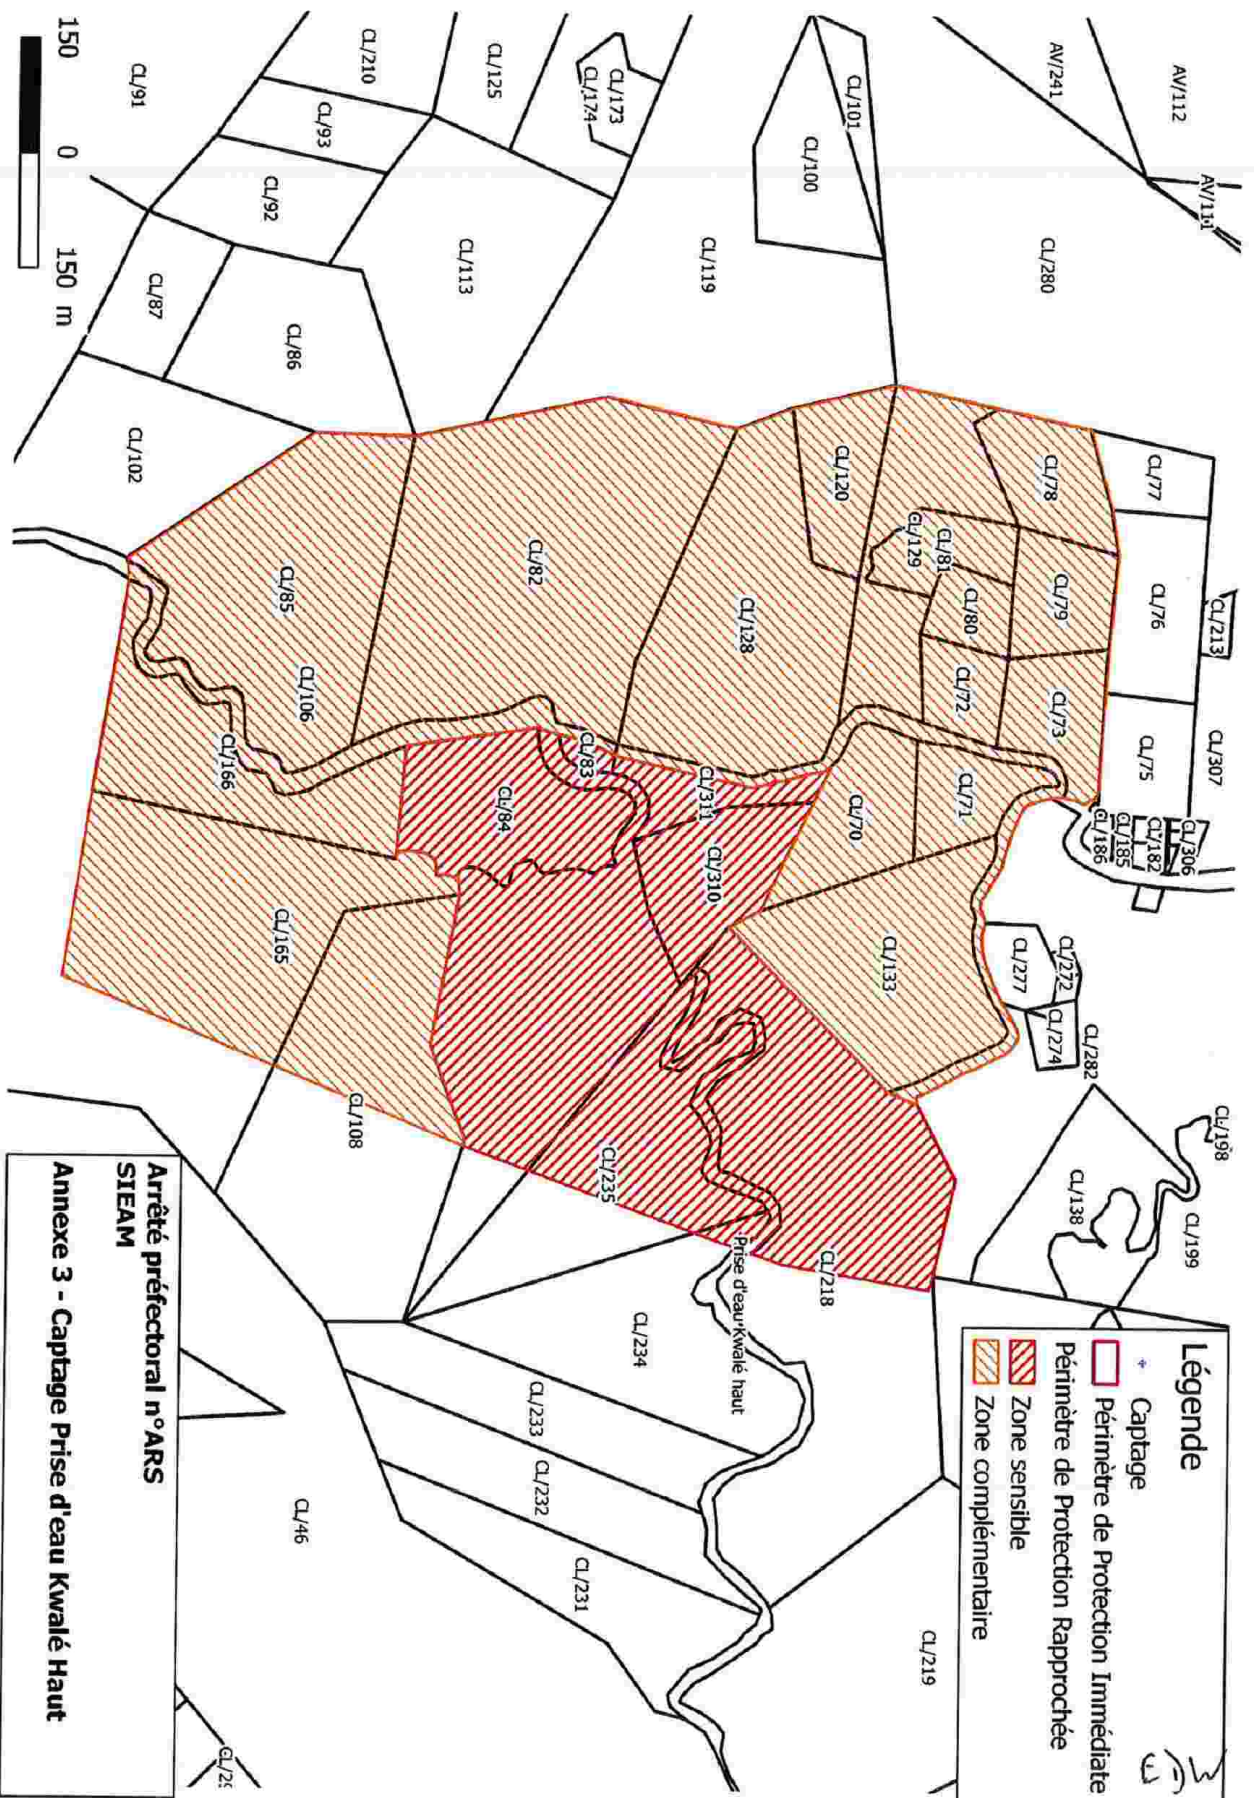 Légende
Captage
Périmètre de Protection Immédiate
Périmètre de Protection Rapprochée
Zone sensible
Zone complémentaire
AV/112
AV/241
AV/111
CL/280
CL/101
CL/100
CL/119
CL/173
CL/174
CL/125
CL/210
CL/93
CL/91
CL/92
CL/113
CL/86
CL/87
CL/102
CL/77
CL/76
CL/213
CL/75
CL/307
CL/306
CL/182
CL/185
CL/186
CL/78
CL/79
CL/73
CL/81
CL/129
CL/80
CL/72
CL/71
CL/70
CL/120
CL/128
CL/82
CL/85
CL/106
CL/166
CL/83
CL/84
CL/311
CL/310
CL/133
CL/277
CL/272
CL/274
CL/282
CL/198
CL/138
CL/199
CL/165
CL/108
CL/235
CL/218
Prise d'eau Kwalé haut
CL/234
CL/233
CL/232
CL/231
CL/219
CL/46
150 0 150 m
Arrêté préfectoral n°ARS
SIEAM
Annexe 3 - Captage Prise d'eau Kwalé Haut